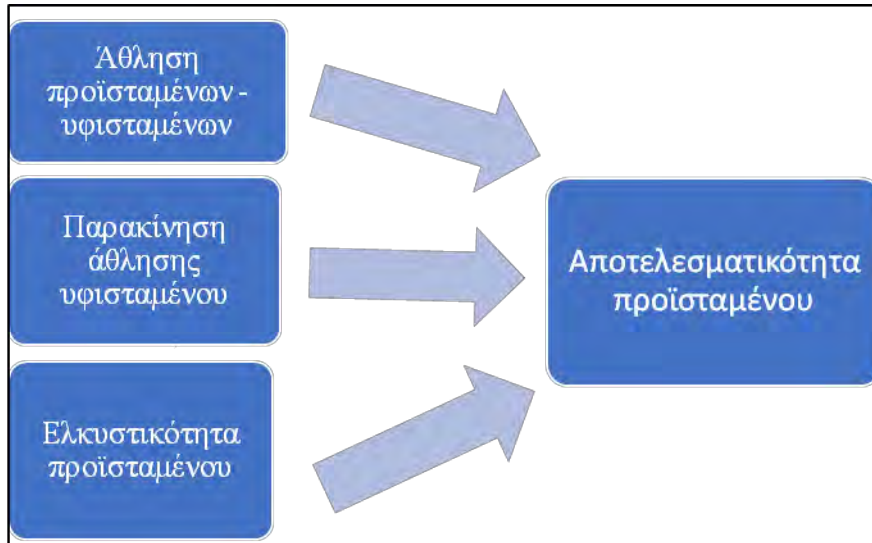 Άθληση
προϊσταμένων -
υφισταμένων
Παρακίνηση
άθλησης
υφισταμένου
Ελκυστικότητα
προϊσταμένου
Αποτελεσματικότητα
προϊσταμένου